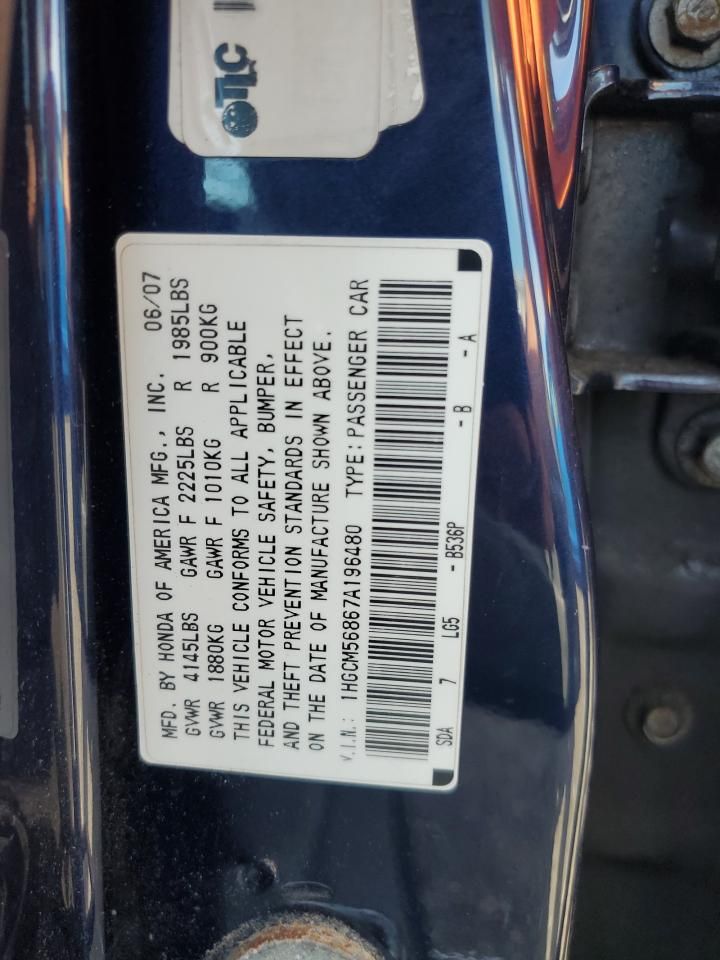 TLC
MFD. BY HONDA OF AMERICA MFG., INC. 06/07
GVWR 4145LBS GAWR F 2225LBS R 1985LBS
GVWR 1880KG GAWR F 1010KG R 900KG
THIS VEHICLE CONFORMS TO ALL APPLICABLE
FEDERAL MOTOR VEHICLE SAFETY, BUMPER,
AND THEFT PREVENTION STANDARDS IN EFFECT
ON THE DATE OF MANUFACTURE SHOWN ABOVE.
V.I.N.: 1HGCM56867A196480 TYPE: PASSENGER CAR
SDA 7 LG5 - B536P - B - A